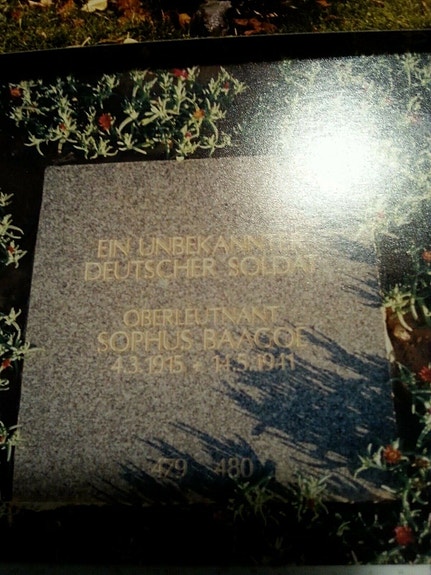 EIN UNBEKANNTER
DEUTSCHER SOLDAT
OBERLEUTNANT
SOPHUS BAAGOE
4.3.1915 + 14.5.1941
479 480